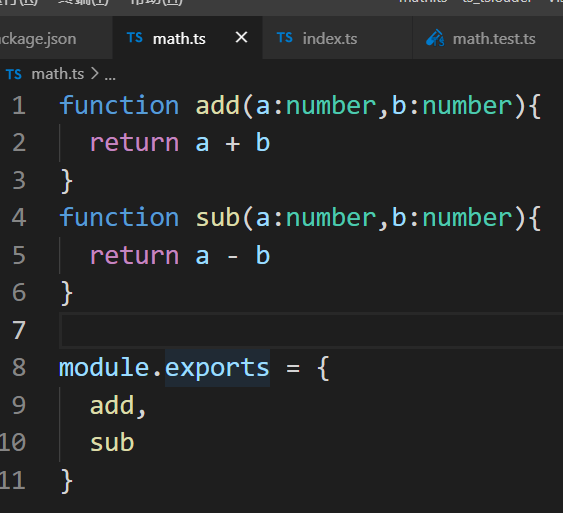 ckage.json TS math.ts × TS index.ts math.test.ts
TS math.ts > ...
1 function add(a:number,b:number){
2 return a + b
3 }
4 function sub(a:number,b:number){
5 return a - b
6 }
7
8 module.exports = {
9 add,
10 sub
11 }